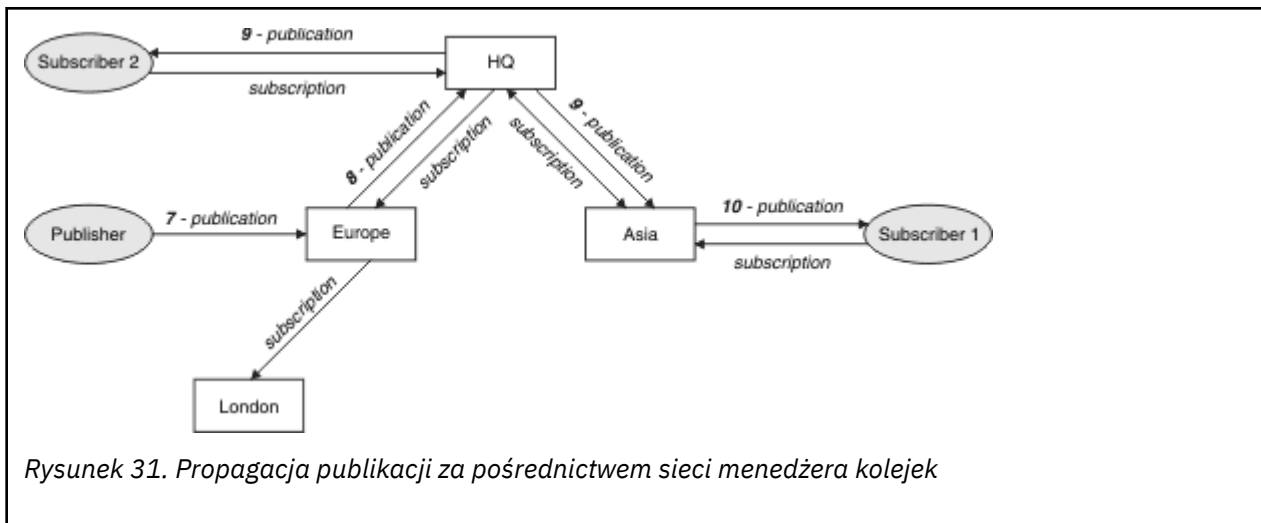 9 - publication
Subscriber 2
HQ
subscription
8 - publication
subscription
subscription
9 - publication
Publisher
7 - publication
Europe
Asia
10 - publication
Subscriber 1
subscription
subscription
London
Rysunek 31. Propagacja publikacji za pośrednictwem sieci menedżera kolejek